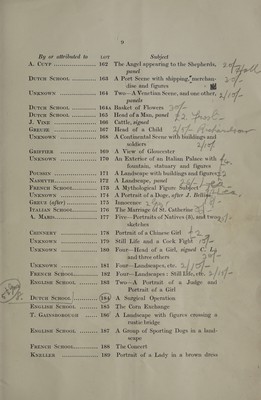 9
By or attributed to LOT Subject
A. CUYP 162 The Angel appearing to the Shepherds,
panel
DUTCH SCHOOL 163 A Port Scene with shipping, merchan-
dise and figures
UNKNOWN 164 Two—A Venetian Scene, and one other,
panels
DUTCH SCHOOL 164A Basket of Flowers
DUTCH SCHOOL 165 Head of a Man, panel
J. VINE 166 Cattle, signed
GREUZE 167 Head of a Child
UNKNOWN 168 A Continental Scene with buildings and
soldiers
GRIFFIER 169 A View of Gloucester
UNKNOWN 170 An Exterior of an Italian Palace with
fountain, statuary and figures
POUSSIN 171 A Landscape with buildings and figures
NASMYTH 172 A Landscape, panel
FRENCH SCHOOL 173 A Mythological Figure Subject
UNKNOWN 174 A Portrait of a Doge, after J. Bellini
GREUZE (after) 175 Innocence
ITALIAN SCHOOL 176 The Marriage of St. Catherine
A. MARIS 177 Five—Portraits of Natives (3), and two
sketches
CHINNERY 178 Portrait of a Chinese Girl
UNKNOWN 179 Still Life and a Cock Fight
UNKNOWN 180 Four—Head of a Girl, signed
and three others
UNKNOWN 181 Four—Landscapes, etc.
FRENCH SCHOOL 182 Four—Landscapes: Still Life, etc.
ENGLISH SCHOOL 183 Two—A Portrait of a Judge and
Portrait of a Girl
DUTCH SCHOOL 184 A Surgical Operation
ENGLISH SCHOOL 185 The Corn Exchange
T. GAINSBOROUGH 186 A Landscape with figures crossing a
rustic bridge
ENGLISH SCHOOL 187 A Group of Sporting Dogs in a land-
scape
FRENCH SCHOOL 188 The Concert
KNELLER 189 Portrait of a Lady in a brown dress